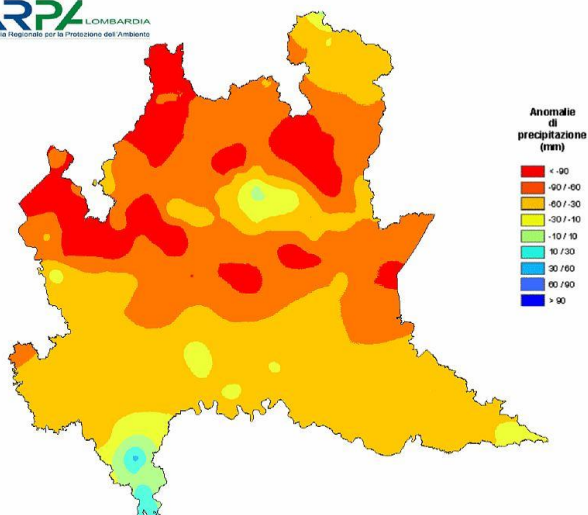 ARPA LOMBARDIA
ia Regionale per la Protezione dell'Ambiente
Anomalie
di
precipitazione
(mm)
< -90
-90 / -60
-60 / -30
-30 / -10
-10 / 10
10 / 30
30 / 60
60 / 90
> 90